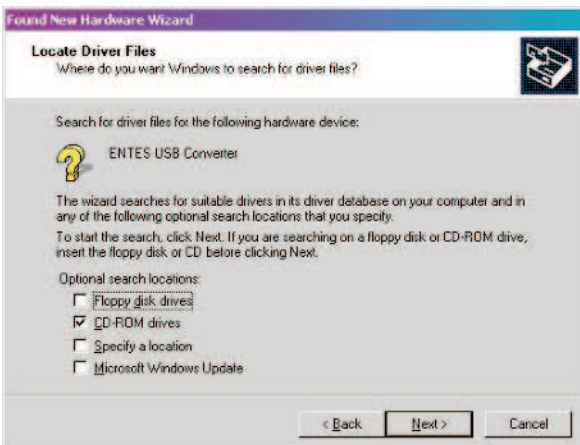 Found New Hardware Wizard
Locate Driver Files
Where do you want Windows to search for driver files?
Search for driver files for the following hardware device:
ENTES USB Converter
The wizard searches for suitable drivers in its driver database on your computer and in
any of the following optional search locations that you specify.
To start the search, click Next. If you are searching on a floppy disk or CD-ROM drive,
insert the floppy disk or CD before clicking Next.
Optional search locations:
Floppy disk drives
CD-ROM drives
Specify a location
Microsoft Windows Update
< Back Next > Cancel